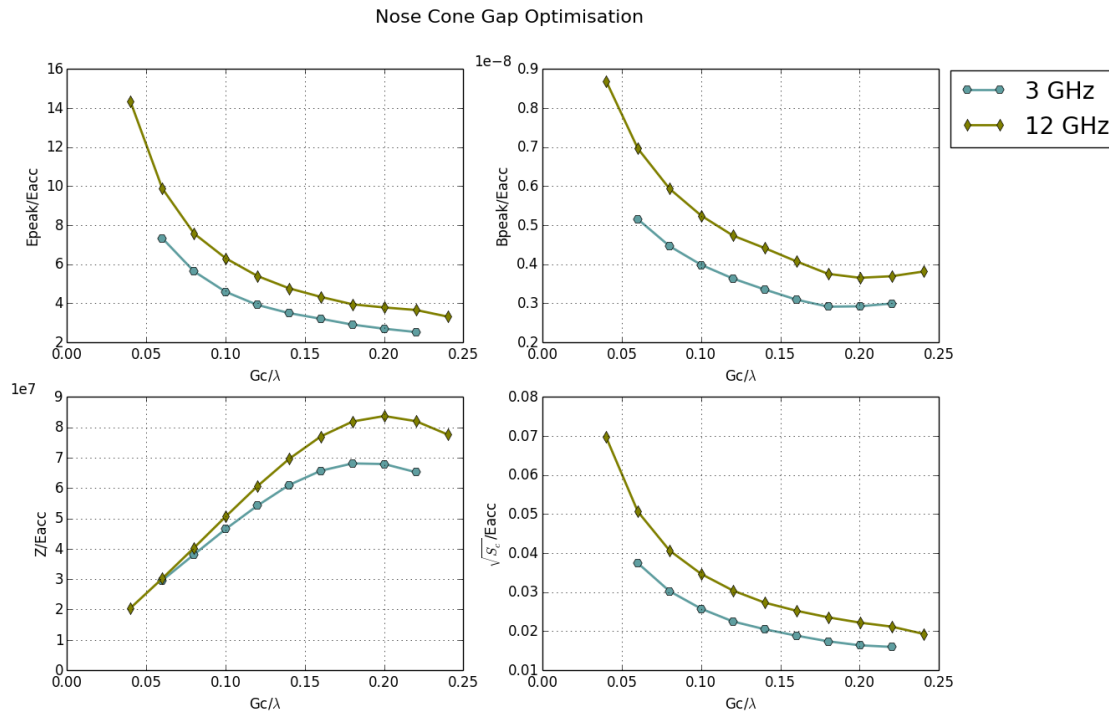 Nose Cone Gap Optimisation
16
14
12
10
8
6
4
2
Epeak/Eacc
0.00 0.05 0.10 0.15 0.20 0.25
Gc/λ
1e−8
0.9
0.8
0.7
0.6
0.5
0.4
0.3
0.2
Bpeak/Eacc
0.00 0.05 0.10 0.15 0.20 0.25
Gc/λ
3 GHz
12 GHz
1e7
9
8
7
6
5
4
3
2
1
0
Z/Eacc
0.00 0.05 0.10 0.15 0.20 0.25
Gc/λ
0.08
0.07
0.06
0.05
0.04
0.03
0.02
0.01
√S_c/Eacc
0.00 0.05 0.10 0.15 0.20 0.25
Gc/λ